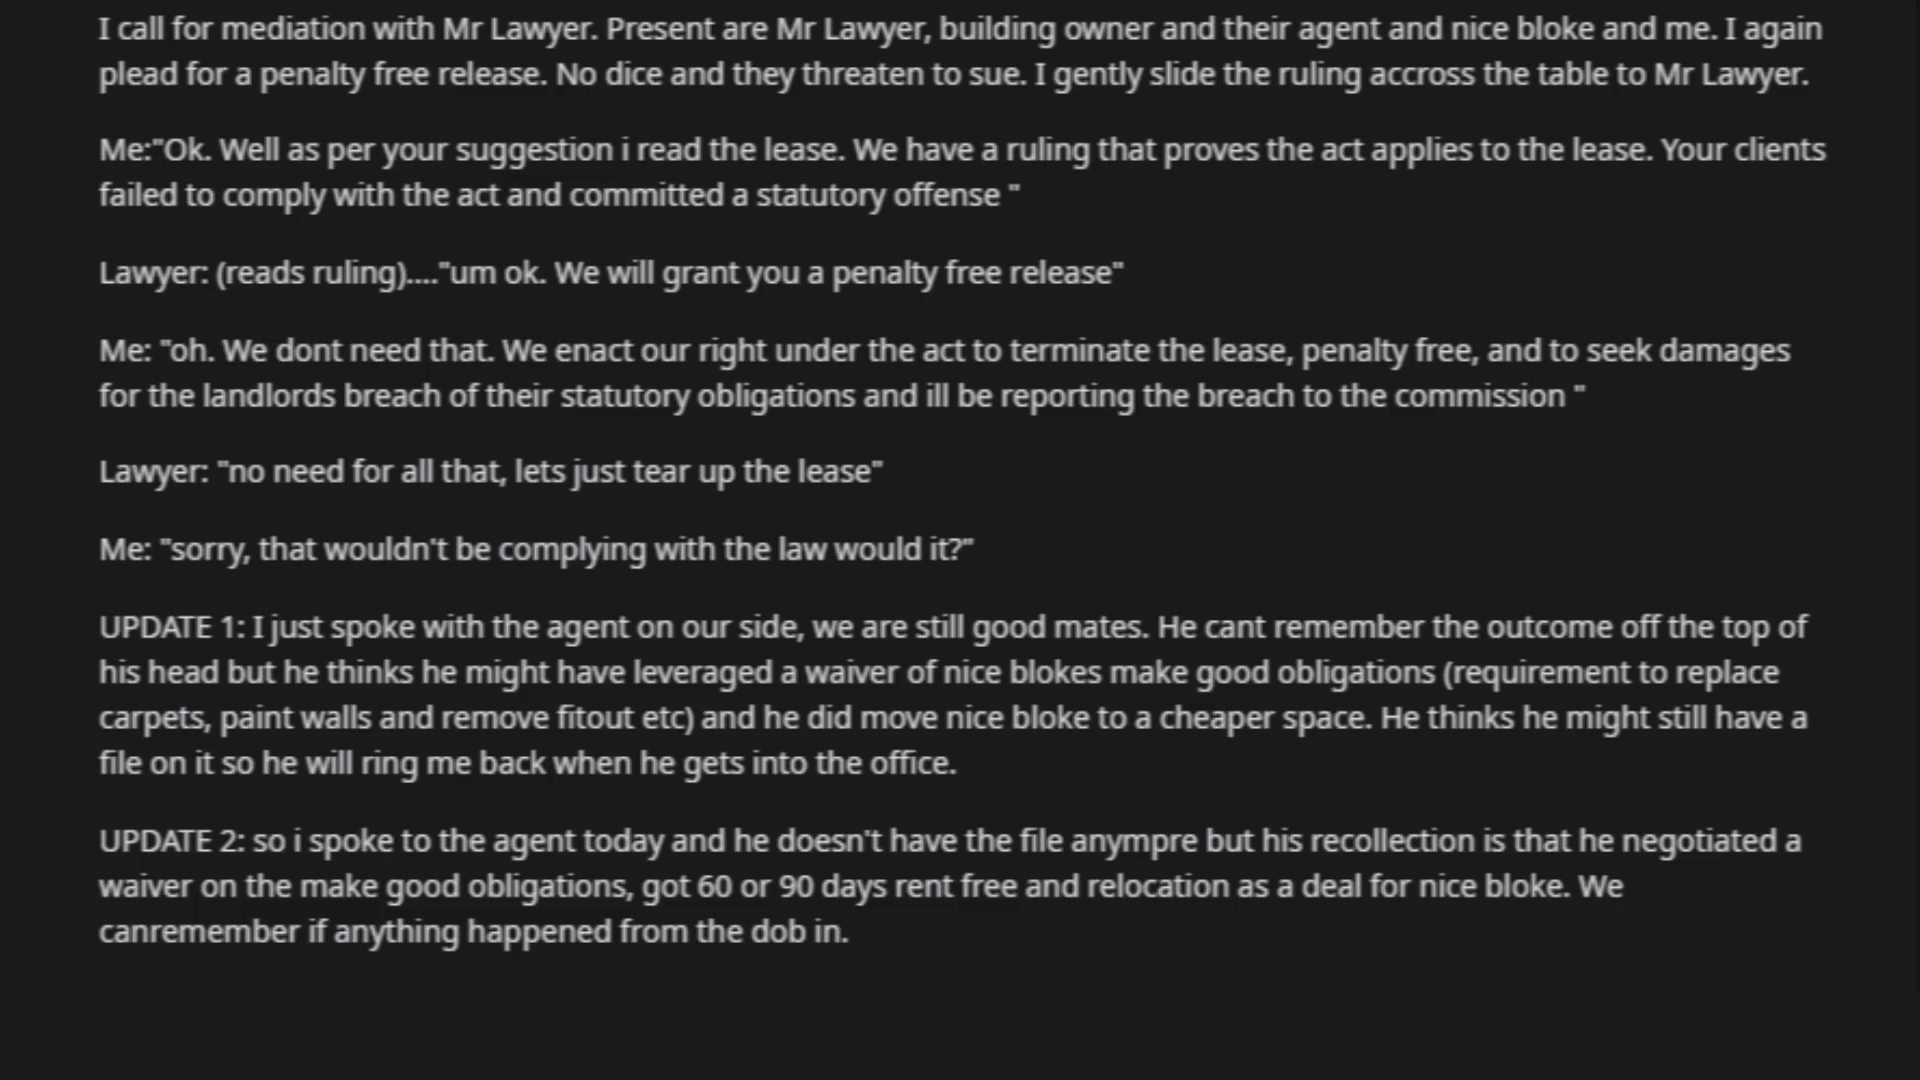 I call for mediation with Mr Lawyer. Present are Mr Lawyer, building owner and their agent and nice bloke and me. I again
plead for a penalty free release. No dice and they threaten to sue. I gently slide the ruling accross the table to Mr Lawyer.
Me:"Ok. Well as per your suggestion i read the lease. We have a ruling that proves the act applies to the lease. Your clients
failed to comply with the act and committed a statutory offense "
Lawyer: (reads ruling)...."um ok. We will grant you a penalty free release"
Me: "oh. We dont need that. We enact our right under the act to terminate the lease, penalty free, and to seek damages
for the landlords breach of their statutory obligations and ill be reporting the breach to the commission "
Lawyer: "no need for all that, lets just tear up the lease"
Me: "sorry, that wouldn't be complying with the law would it?"
UPDATE 1: I just spoke with the agent on our side, we are still good mates. He cant remember the outcome off the top of
his head but he thinks he might have leveraged a waiver of nice blokes make good obligations (requirement to replace
carpets, paint walls and remove fitout etc) and he did move nice bloke to a cheaper space. He thinks he might still have a
file on it so he will ring me back when he gets into the office.
UPDATE 2: so i spoke to the agent today and he doesn't have the file anympre but his recollection is that he negotiated a
waiver on the make good obligations, got 60 or 90 days rent free and relocation as a deal for nice bloke. We
canremember if anything happened from the dob in.